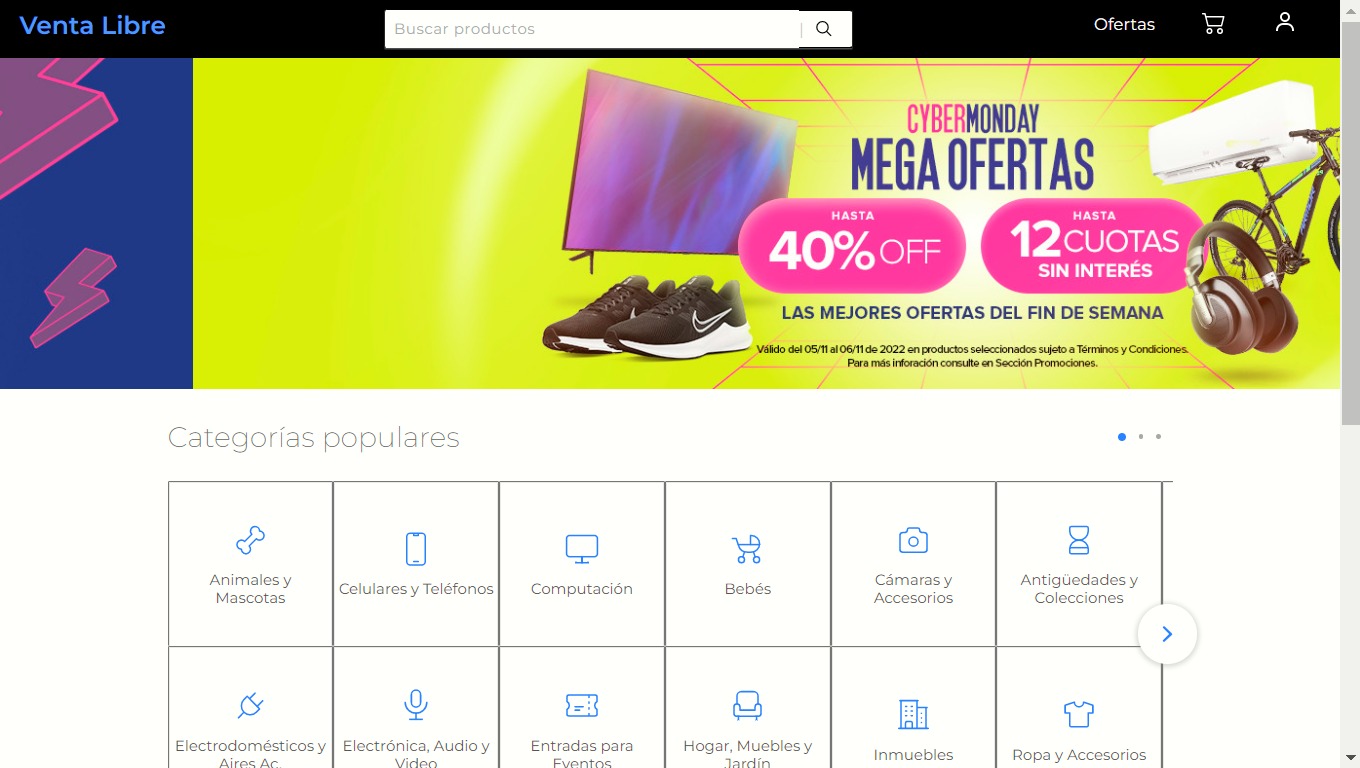 Venta Libre
Buscar productos
Ofertas
CYBERMONDAY
MEGA OFERTAS
HASTA
40% OFF
HASTA
12 CUOTAS
SIN INTERÉS
LAS MEJORES OFERTAS DEL FIN DE SEMANA
Válido del 05/11 al 06/11 de 2022 en productos seleccionados sujeto a Términos y Condiciones.
Para más inforación consulte en Sección Promociones.
Categorías populares
Animales y
Mascotas
Celulares y Teléfonos
Computación
Bebés
Cámaras y
Accesorios
Antigüedades y
Colecciones
Electrodomésticos y
Aires Ac.
Electrónica, Audio y
Video
Entradas para
Eventos
Hogar, Muebles y
Jardín
Inmuebles
Ropa y Accesorios